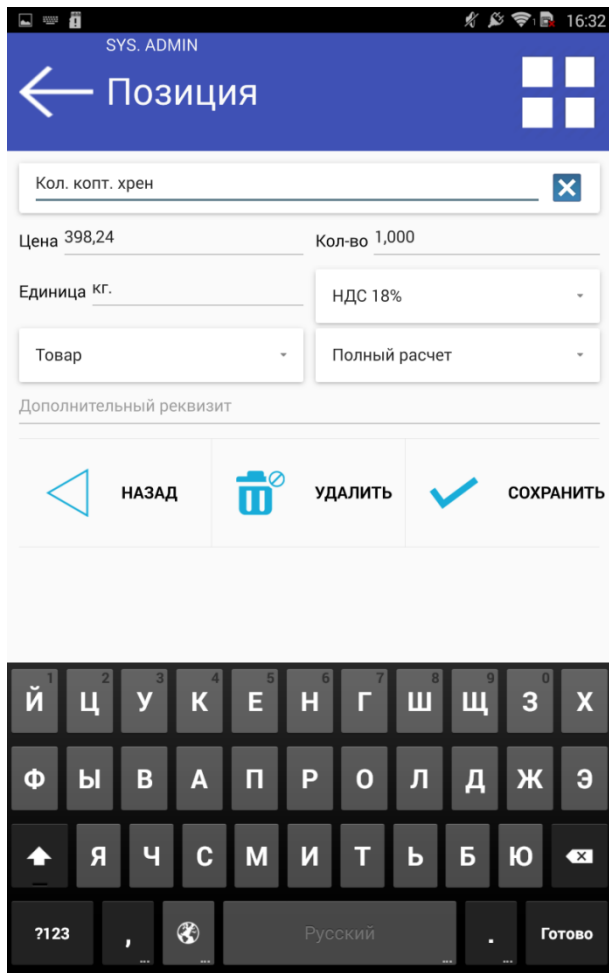 16:32
SYS. ADMIN
Позиция
Кол. копт. хрен
Цена 398,24 Кол-во 1,000
Единица кг. НДС 18%
Товар Полный расчет
Дополнительный реквизит
НАЗАД УДАЛИТЬ СОХРАНИТЬ
1 2 3 4 5 6 7 8 9 0
Й Ц У К Е Н Г Ш Щ З Х
Ф Ы В А П Р О Л Д Ж Э
Я Ч С М И Т Ь Б Ю
?123 , Русский . Готово